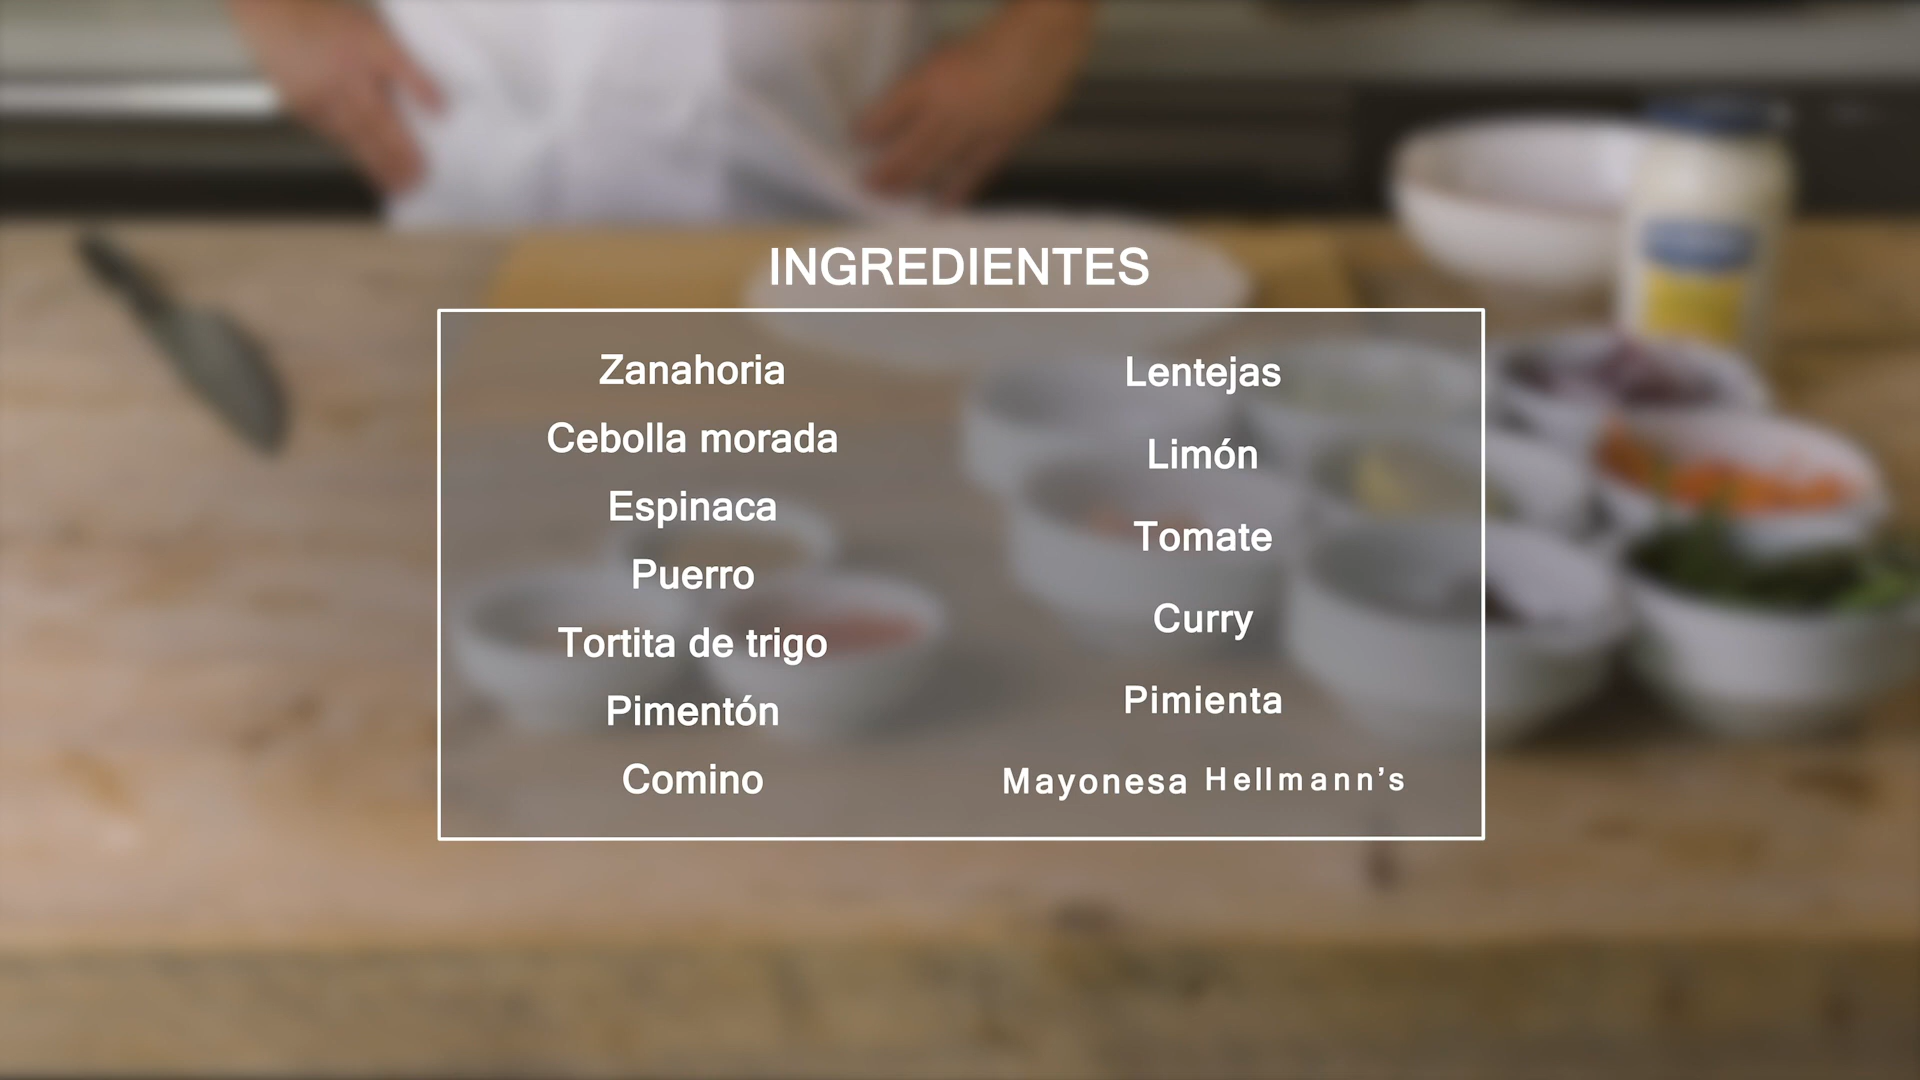 INGREDIENTES
Zanahoria
Cebolla morada
Espinaca
Puerro
Tortita de trigo
Pimentón
Comino
Lentejas
Limón
Tomate
Curry
Pimienta
Mayonesa Hellmann’s